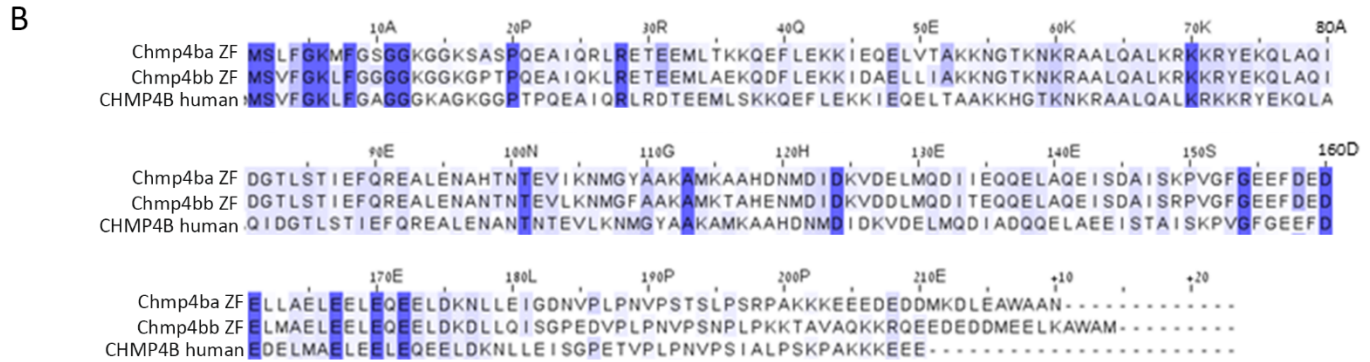 B
10A 20P 30R 40Q 50E 60K 70K 80A
Chmp4ba ZF MSLFGKMFGSGGKGGKSASPQEAIQRLRETEEMLTKKQEFLEKKIEQELVTAKKNGTKNKRAALQALKRKKRYEKQLAQI
Chmp4bb ZF MSVFGKLFGGGGKGGKGPTPQEAIQRLRETEEMLAEKQDFLEKKIDAELLIAKKNGTKNKRAALQALKRKKRYEKQLAQI
CHMP4B human MSVFGKLFGAGGGKAGKGGPTPQEAIQRLRDTEEMLSKKQEFLEKKIEQELTAAKKHGTKNKRAALQALKRKKRYEKQLA
90E 100N 110G 120H 130E 140E 150S 160D
Chmp4ba ZF DGTLSTIEFQREALENAHTNTEVIKNMGYAAKAMKAAHDNMDIDKVDELMQDIIEQQELAQEISDAISKPVGFGEEFDED
Chmp4bb ZF DGTLSTIEFQREALENANTNTEVLKNMGFAAKAMKTAHENMDIDKVDDLMQDITEQQELAQEISDAISRPVGFGEEFDED
CHMP4B human QIDGTLSTIEFQREALENANTNTEVLKNMGYAAKAMKAAHDNMDIDKVDELMQDIADQQELAEEISTAISKPVGFGEEFD
170E 180L 190P 200P 210E +10 +20
Chmp4ba ZF ELLAELEELEQEELDKNLLEIGDNVPLPNVPSTSLPSRPAKKKEEEDEDDMKDLEAWAAN-------------
Chmp4bb ZF ELMAELEELEQEELDKDLLQISGPEDVPLPNVPSNPLPKKTAVAQKKRQEEDEDDMEELKAWAM---------
CHMP4B human EDELMAELEELEQEELDKNLLEISGPETVPLPNVPSIALPSKPAKKKEEE-----------------------